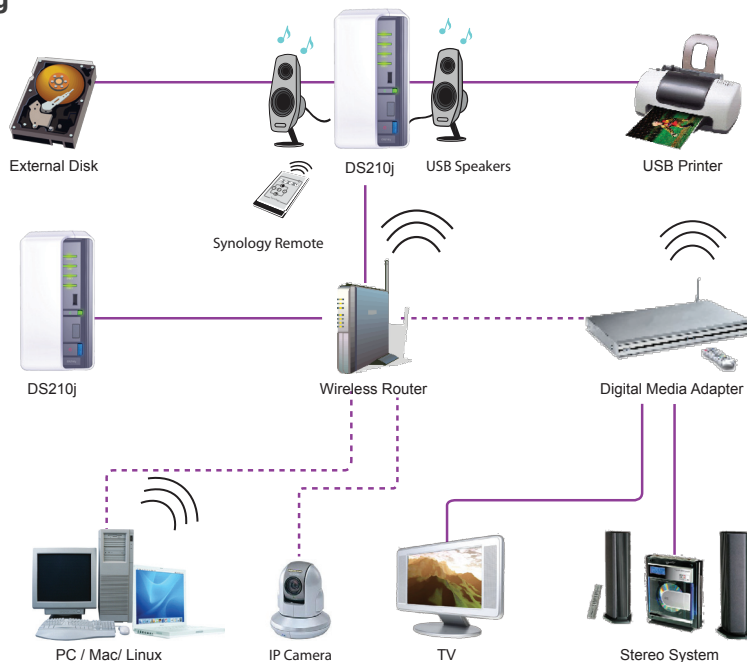 g
External Disk
DS210j
USB Speakers
USB Printer
Synology Remote
DS210j
Wireless Router
Digital Media Adapter
PC / Mac/ Linux
IP Camera
TV
Stereo System